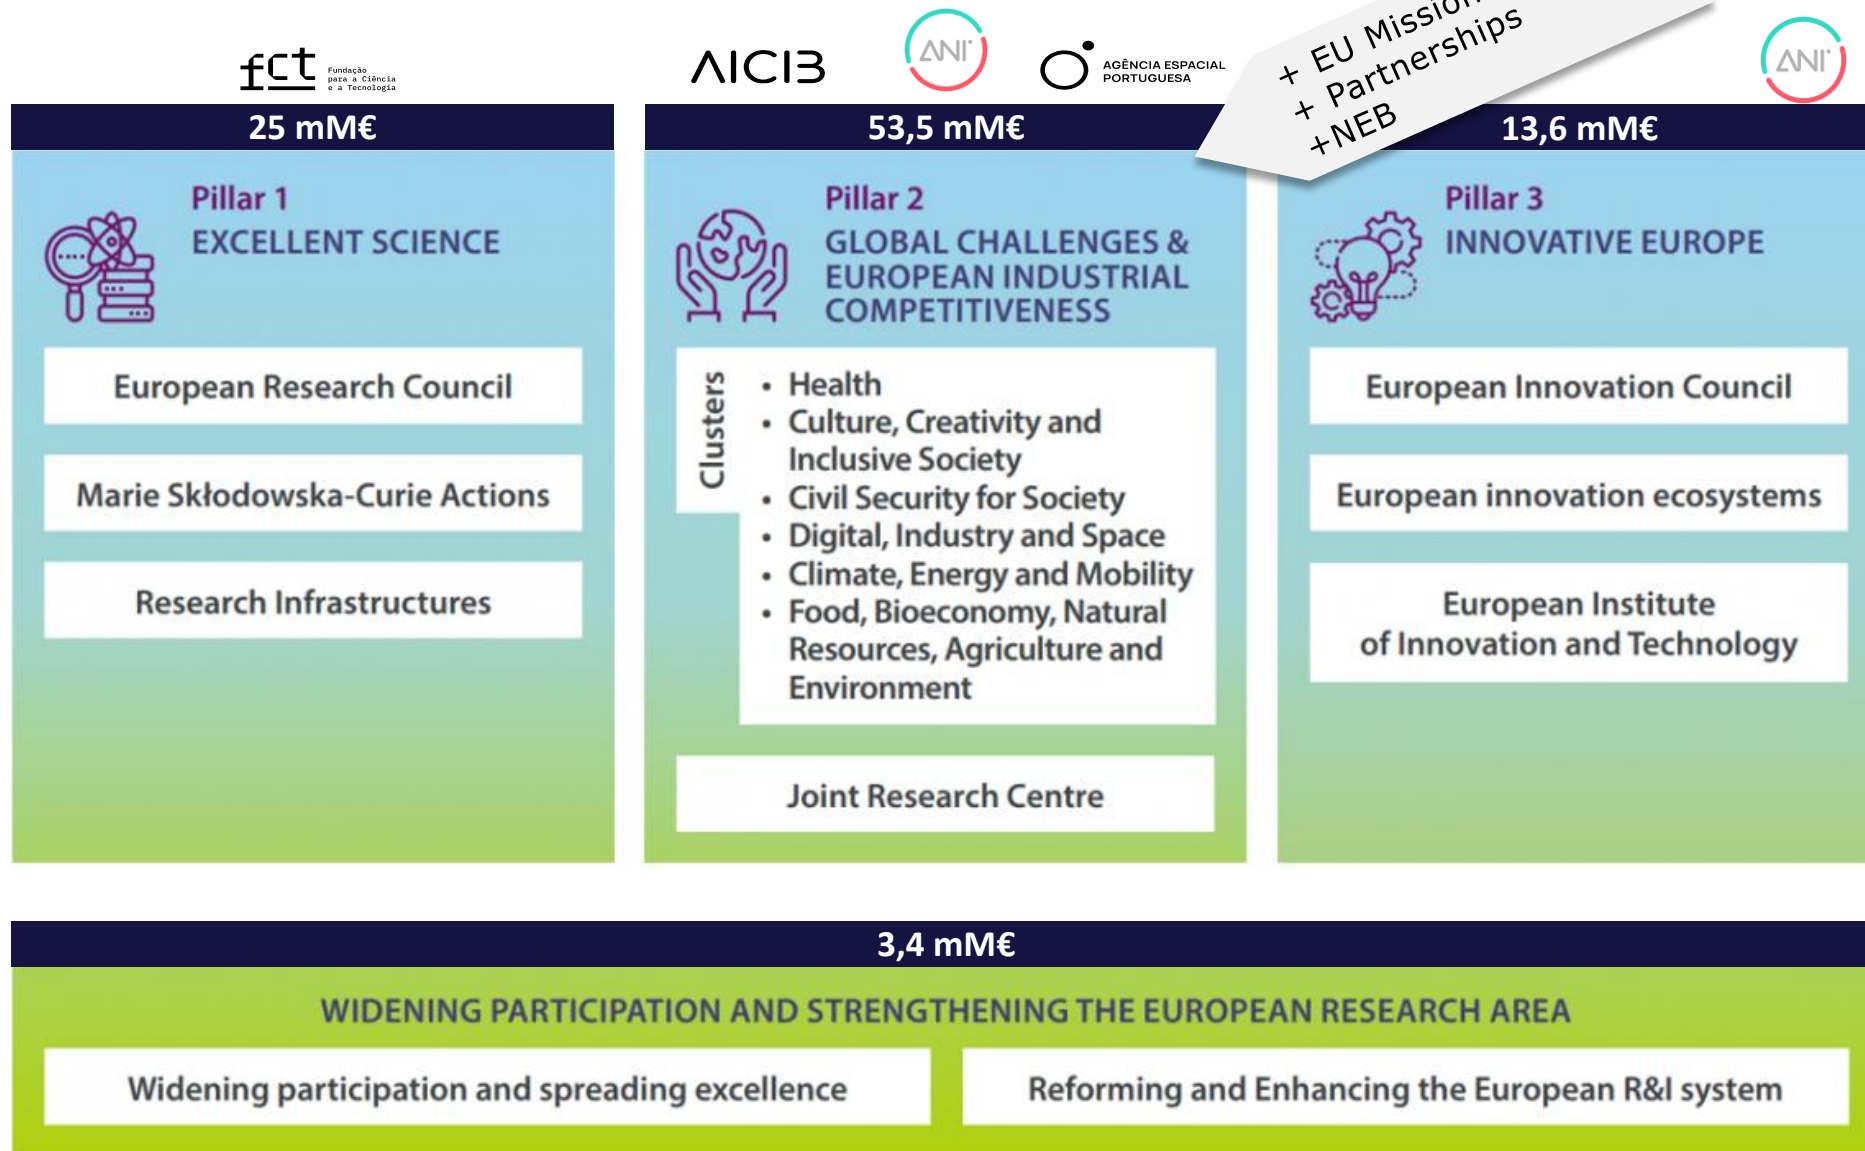 fct
Fundação
para a Ciência
e a Tecnologia
AICIB
ANI
AGÊNCIA ESPACIAL
PORTUGUESA
+ EU Mission
+ Partnerships
+NEB
ANI
25 mM€
53,5 mM€
13,6 mM€
Pillar 1
EXCELLENT SCIENCE
European Research Council
Marie Skłodowska-Curie Actions
Research Infrastructures
Pillar 2
GLOBAL CHALLENGES &
EUROPEAN INDUSTRIAL
COMPETITIVENESS
Clusters
• Health
• Culture, Creativity and
Inclusive Society
• Civil Security for Society
• Digital, Industry and Space
• Climate, Energy and Mobility
• Food, Bioeconomy, Natural
Resources, Agriculture and
Environment
Joint Research Centre
Pillar 3
INNOVATIVE EUROPE
European Innovation Council
European innovation ecosystems
European Institute
of Innovation and Technology
3,4 mM€
WIDENING PARTICIPATION AND STRENGTHENING THE EUROPEAN RESEARCH AREA
Widening participation and spreading excellence
Reforming and Enhancing the European R&I system